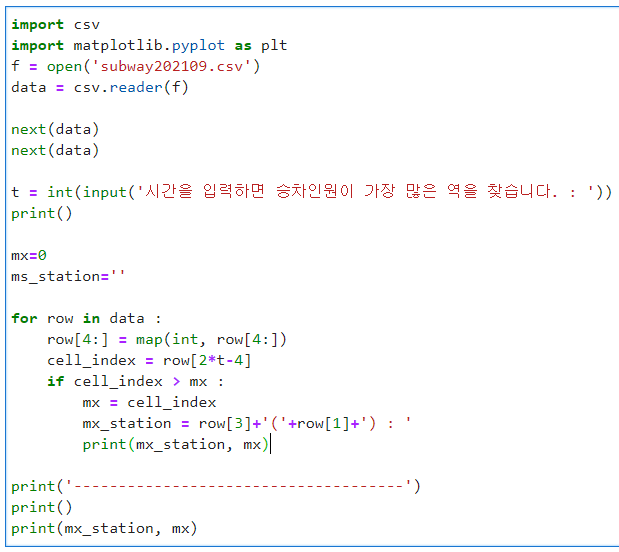 import csv
import matplotlib.pyplot as plt
f = open('subway202109.csv')
data = csv.reader(f)
next(data)
next(data)
t = int(input('시간을 입력하면 승차인원이 가장 많은 역을 찾습니다. : '))
print()
mx=0
ms_station=''
for row in data :
    row[4:] = map(int, row[4:])
    cell_index = row[2*t-4]
    if cell_index > mx :
        mx = cell_index
        mx_station = row[3]+'('+row[1]+') : '
        print(mx_station, mx)
print('-------------------------------------')
print()
print(mx_station, mx)